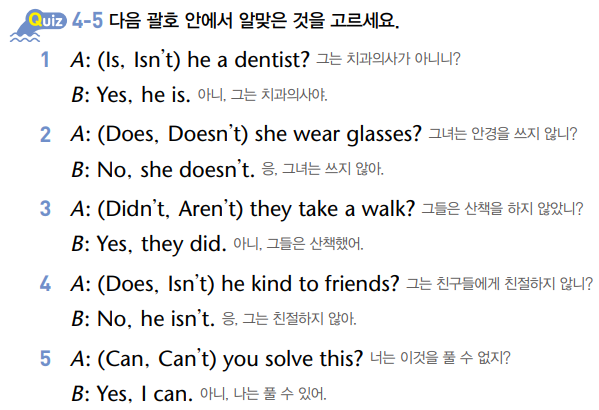 Quiz 4-5 다음 괄호 안에서 알맞은 것을 고르세요.
1 A: (Is, Isn't) he a dentist? 그는 치과의사가 아니니?
B: Yes, he is. 아니, 그는 치과의사야.
2 A: (Does, Doesn't) she wear glasses? 그녀는 안경을 쓰지 않니?
B: No, she doesn't. 응, 그녀는 쓰지 않아.
3 A: (Didn't, Aren't) they take a walk? 그들은 산책을 하지 않았니?
B: Yes, they did. 아니, 그들은 산책했어.
4 A: (Does, Isn't) he kind to friends? 그는 친구들에게 친절하지 않니?
B: No, he isn't. 응, 그는 친절하지 않아.
5 A: (Can, Can't) you solve this? 너는 이것을 풀 수 없지?
B: Yes, I can. 아니, 나는 풀 수 있어.